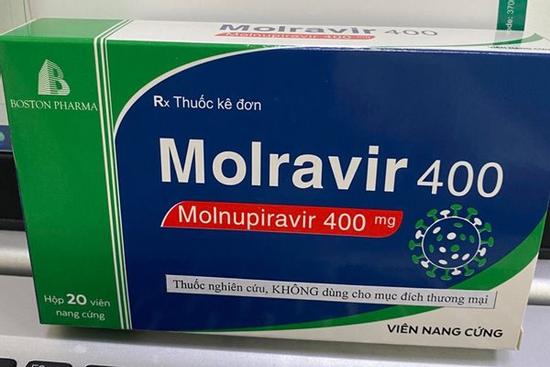 Molravir 400
Molnupiravir 400 mg
BOSTON PHARMA
Rx Thuốc kê đơn
Molravir 400
Molnupiravir 400 mg
Thuốc nghiên cứu, KHÔNG dùng cho mục đích thương mại
Hộp 20 viên
nang cứng
VIÊN NANG CỨNG